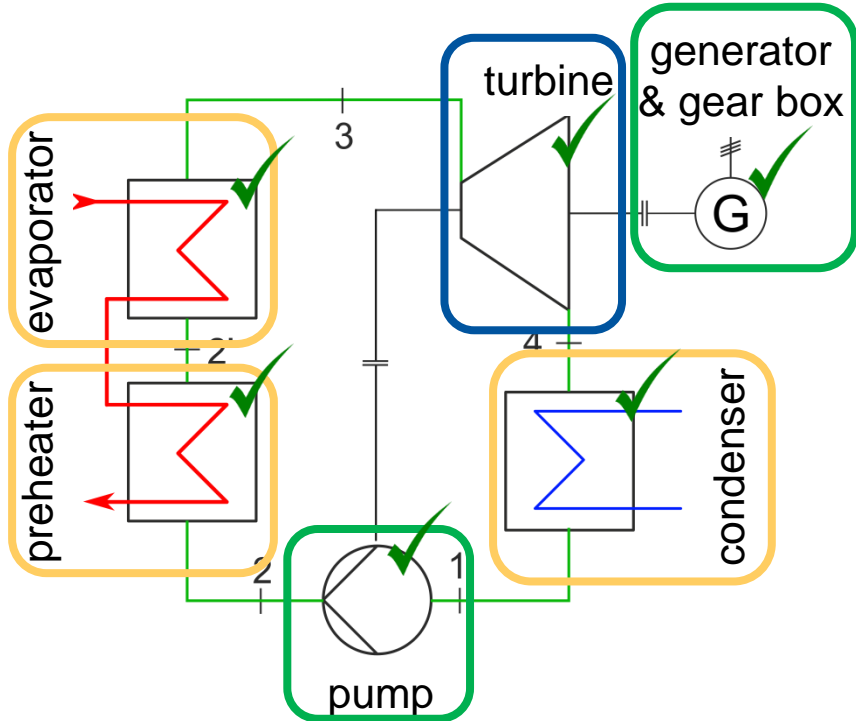 generator
& gear box
turbine
3
G
evaporator
2'
4
preheater
condenser
2
1
pump